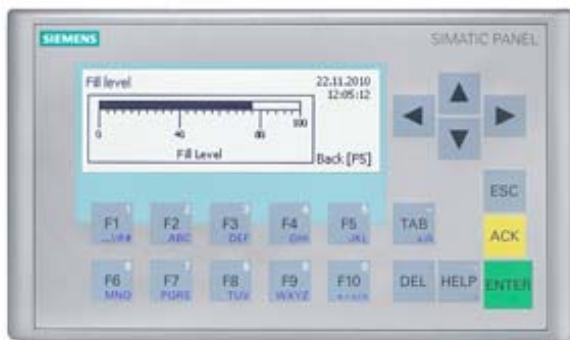 SIEMENS
SIMATIC PANEL
Fill level
22.11.2010
12:05:12
0 40 80 100
Fill Level
Back [F5]
ESC
F1 F2 F3 F4 F5 TAB
ABC DEF GHI JKL
ACK
F6 F7 F8 F9 F10 DEL HELP ENTER
MNO PQRS TUV WXYZ